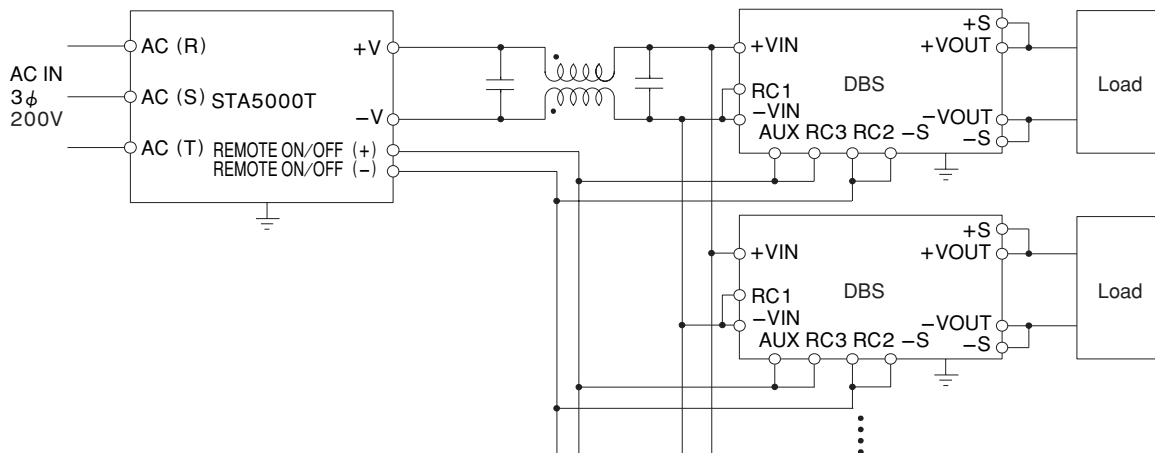 AC IN
3φ
200V
AC (R)
AC (S)
AC (T)
STA5000T
+V
−V
REMOTE ON/OFF (+)
REMOTE ON/OFF (−)
+VIN
RC1
−VIN
DBS
AUX RC3 RC2 −S
+S
+VOUT
−VOUT
−S
Load
+VIN
RC1
−VIN
DBS
AUX RC3 RC2 −S
+S
+VOUT
−VOUT
−S
Load